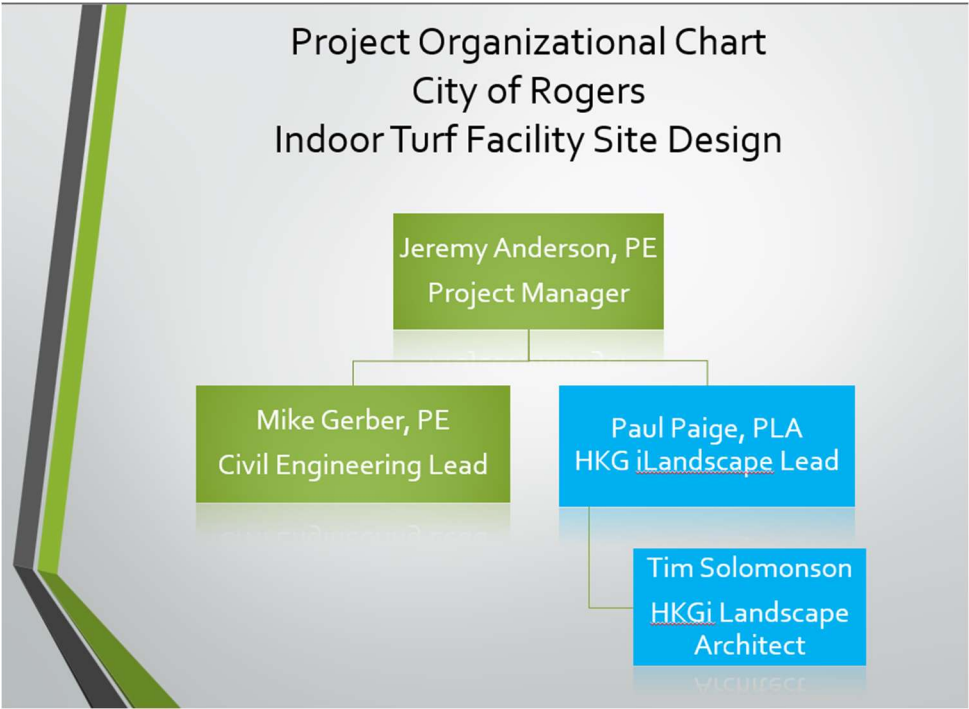 Project Organizational Chart
City of Rogers
Indoor Turf Facility Site Design
Jeremy Anderson, PE
Project Manager
Mike Gerber, PE
Civil Engineering Lead
Paul Paige, PLA
HKG iLandscape Lead
Tim Solomonson
HKGi Landscape
Architect